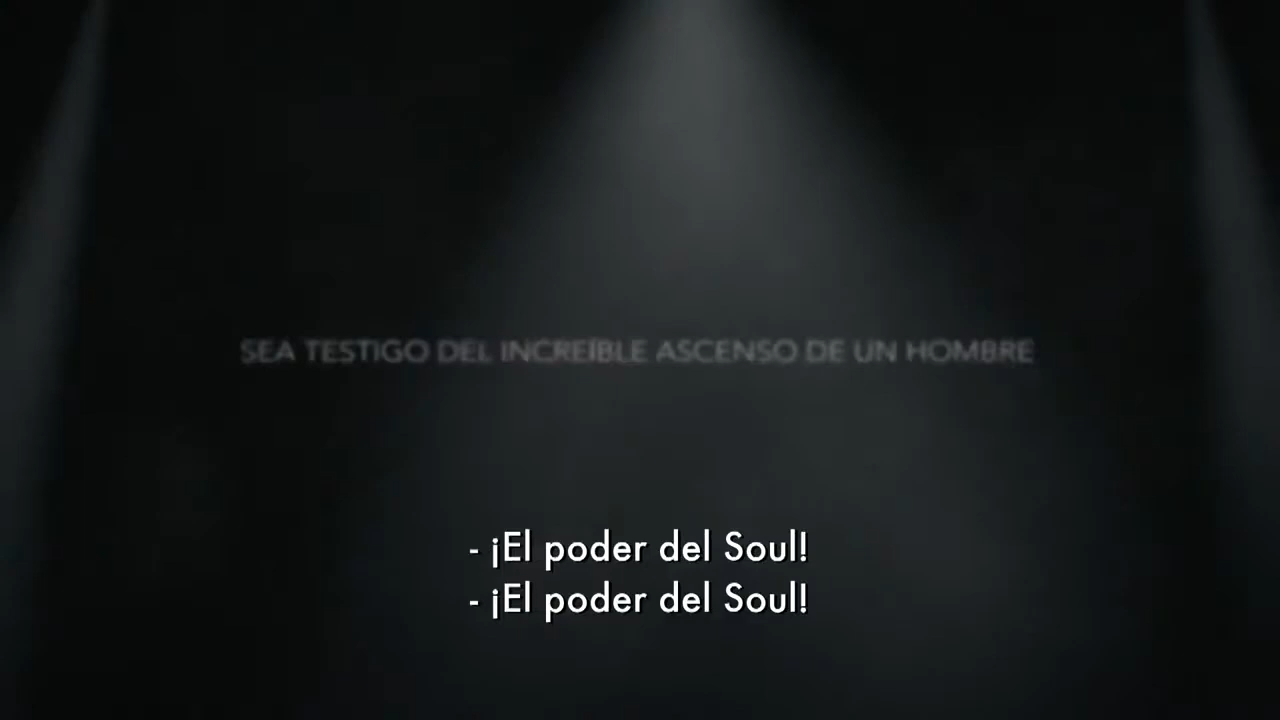 SEA TESTIGO DEL INCREÍBLE ASCENSO DE UN HOMBRE
- ¡El poder del Soul!
- ¡El poder del Soul!